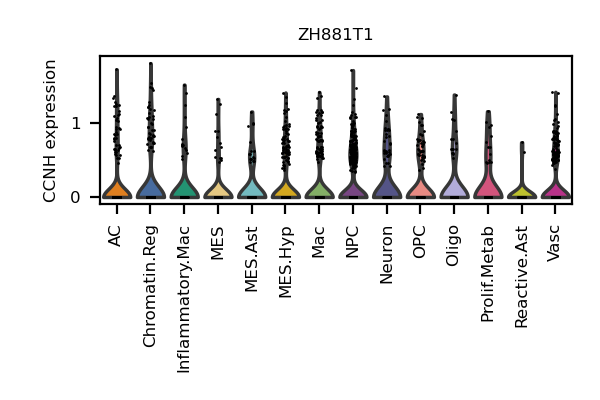 ZH881T1
CCNH expression
1
0
AC
Chromatin.Reg
Inflammatory.Mac
MES
MES.Ast
MES.Hyp
Mac
NPC
Neuron
OPC
Oligo
Prolif.Metab
Reactive.Ast
Vasc